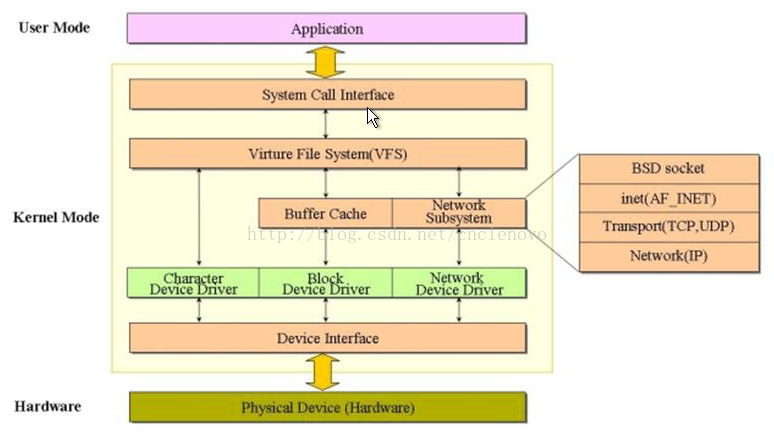 User Mode
Application
System Call Interface
Virture File System(VFS)
Kernel Mode
Buffer Cache
Network
Subsystem
BSD socket
inet(AF_INET)
Transport(TCP,UDP)
Network(IP)
http://blog.csdn.net/cnclenovo
Character
Device Driver
Block
Device Driver
Network
Device Driver
Device Interface
Hardware
Physical Device (Hardware)